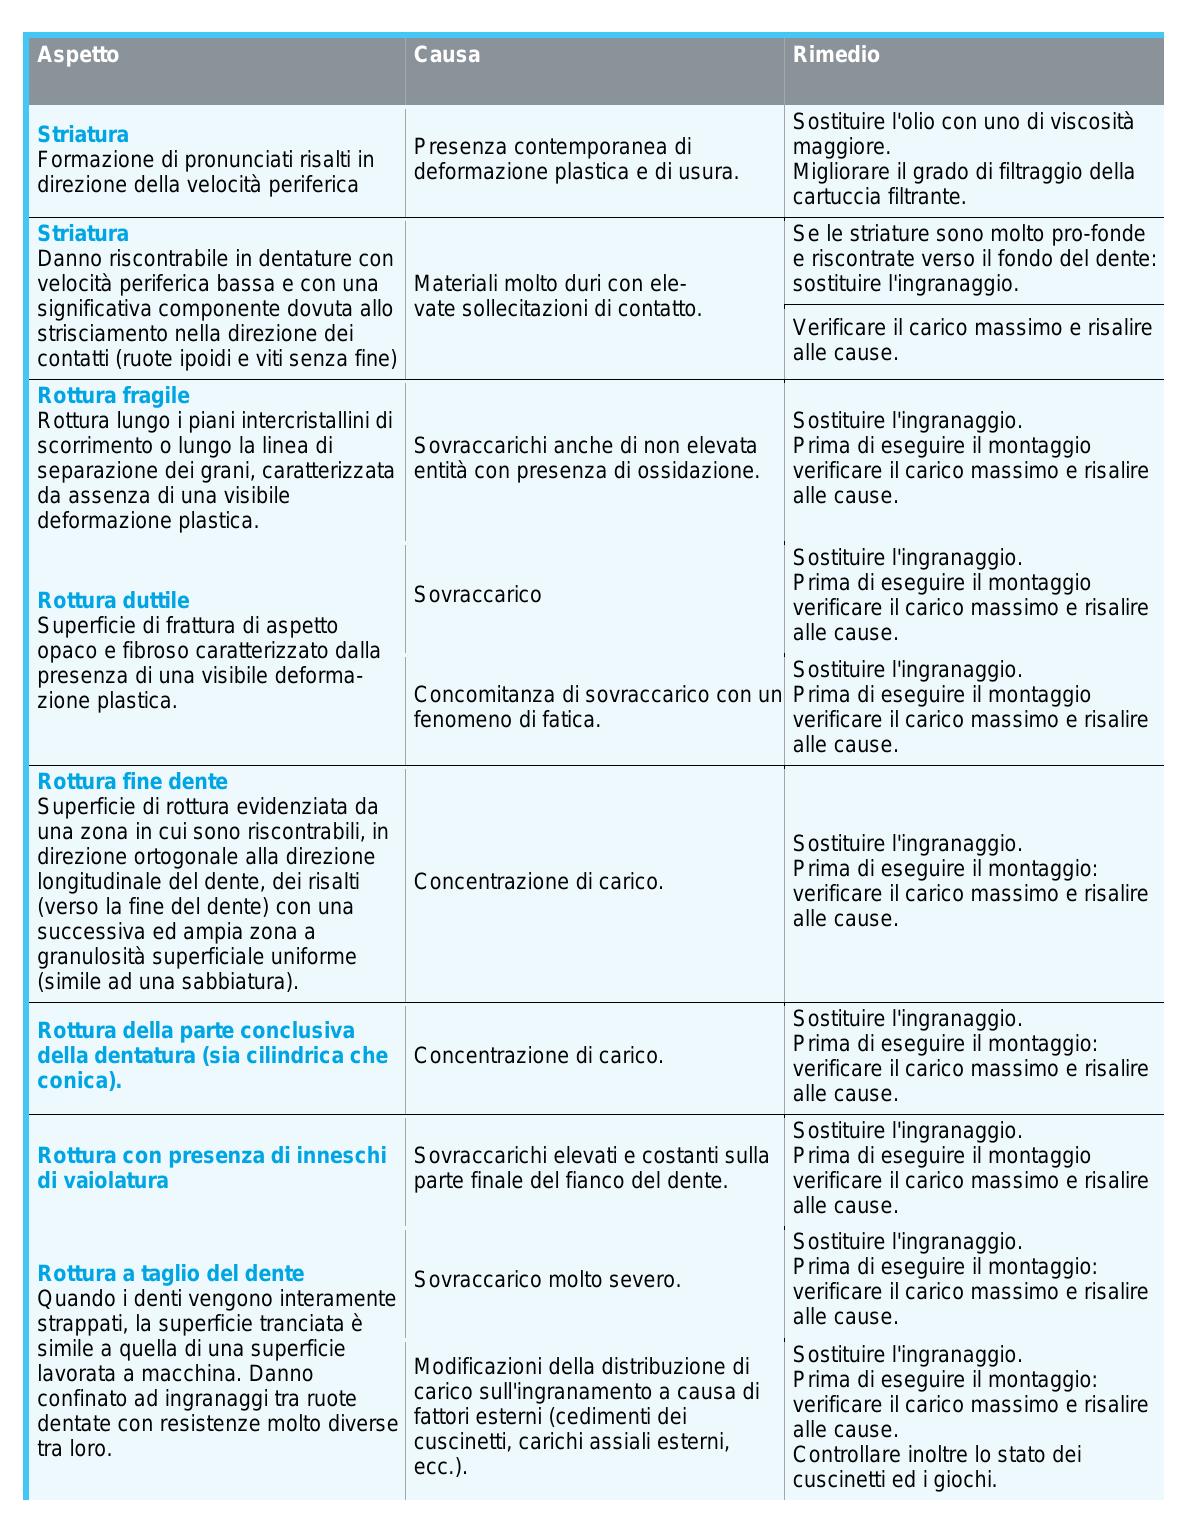 Aspetto
Causa
Rimedio
Striatura
Formazione di pronunciati risalti in
direzione della velocità periferica
Presenza contemporanea di
deformazione plastica e di usura.
Sostituire l'olio con uno di viscosità
maggiore.
Migliorare il grado di filtraggio della
cartuccia filtrante.
Striatura
Danno riscontrabile in dentature con
velocità periferica bassa e con una
significativa componente dovuta allo
strisciamento nella direzione dei
contatti (ruote ipoidi e viti senza fine)
Materiali molto duri con ele-
vate sollecitazioni di contatto.
Se le striature sono molto pro-fonde
e riscontrate verso il fondo del dente:
sostituire l'ingranaggio.
Verificare il carico massimo e risalire
alle cause.
Rottura fragile
Rottura lungo i piani intercristallini di
scorrimento o lungo la linea di
separazione dei grani, caratterizzata
da assenza di una visibile
deformazione plastica.
Sovraccarichi anche di non elevata
entità con presenza di ossidazione.
Sostituire l'ingranaggio.
Prima di eseguire il montaggio
verificare il carico massimo e risalire
alle cause.
Rottura duttile
Superficie di frattura di aspetto
opaco e fibroso caratterizzato dalla
presenza di una visibile deforma-
zione plastica.
Sovraccarico
Sostituire l'ingranaggio.
Prima di eseguire il montaggio
verificare il carico massimo e risalire
alle cause.
Concomitanza di sovraccarico con un
fenomeno di fatica.
Sostituire l'ingranaggio.
Prima di eseguire il montaggio
verificare il carico massimo e risalire
alle cause.
Rottura fine dente
Superficie di rottura evidenziata da
una zona in cui sono riscontrabili, in
direzione ortogonale alla direzione
longitudinale del dente, dei risalti
(verso la fine del dente) con una
successiva ed ampia zona a
granulosità superficiale uniforme
(simile ad una sabbiatura).
Concentrazione di carico.
Sostituire l'ingranaggio.
Prima di eseguire il montaggio:
verificare il carico massimo e risalire
alle cause.
Rottura della parte conclusiva
della dentatura (sia cilindrica che
conica).
Concentrazione di carico.
Sostituire l'ingranaggio.
Prima di eseguire il montaggio:
verificare il carico massimo e risalire
alle cause.
Rottura con presenza di inneschi
di vaiolatura
Sovraccarichi elevati e costanti sulla
parte finale del fianco del dente.
Sostituire l'ingranaggio.
Prima di eseguire il montaggio
verificare il carico massimo e risalire
alle cause.
Rottura a taglio del dente
Quando i denti vengono interamente
strappati, la superficie tranciata è
simile a quella di una superficie
lavorata a macchina. Danno
confinato ad ingranaggi tra ruote
dentate con resistenze molto diverse
tra loro.
Sovraccarico molto severo.
Sostituire l'ingranaggio.
Prima di eseguire il montaggio:
verificare il carico massimo e risalire
alle cause.
Modificazioni della distribuzione di
carico sull'ingranamento a causa di
fattori esterni (cedimenti dei
cuscinetti, carichi assiali esterni,
ecc.).
Sostituire l'ingranaggio.
Prima di eseguire il montaggio:
verificare il carico massimo e risalire
alle cause.
Controllare inoltre lo stato dei
cuscinetti ed i giochi.